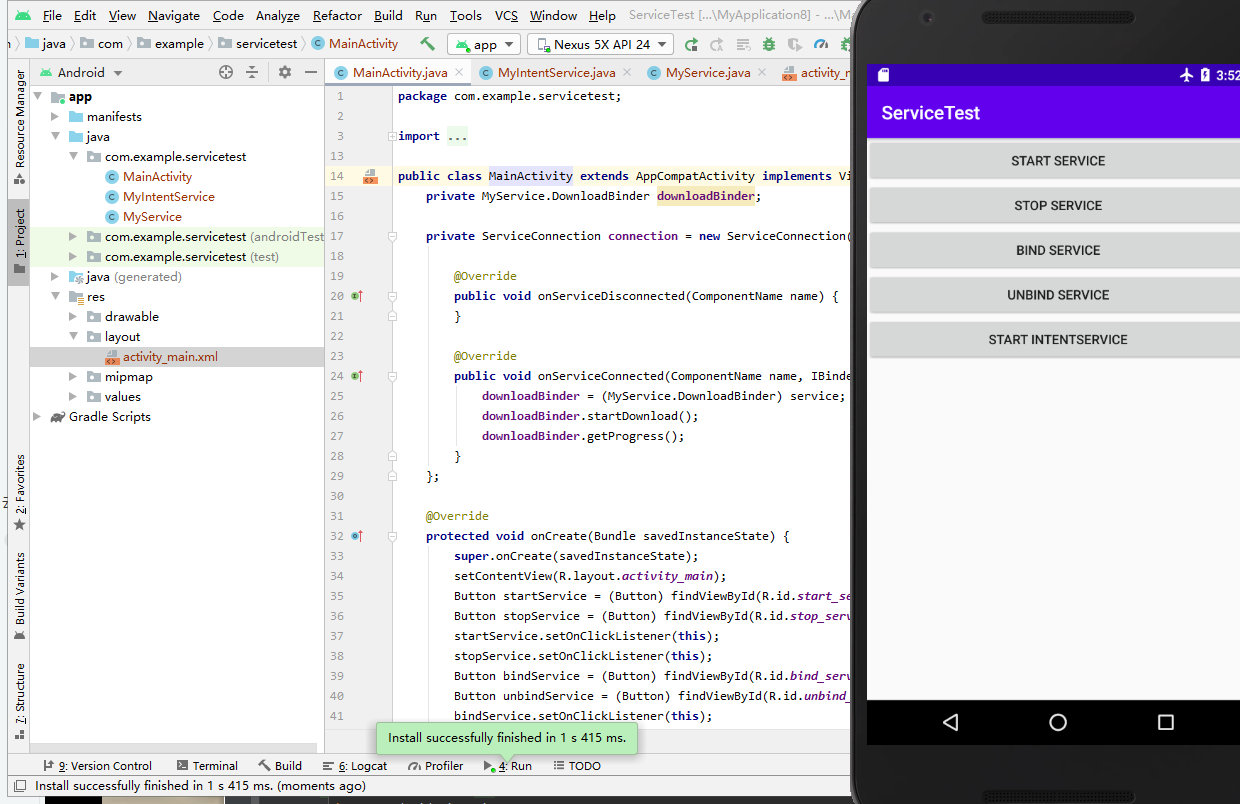 File Edit View Navigate Code Analyze Refactor Build Run Tools VCS Window Help ServiceTest [...\MyApplication8] - ...\Ma
java com example servicetest MainActivity app Nexus 5X API 24
Android
MainActivity.java MyIntentService.java MyService.java activity_m
Resource Manager
1: Project
2: Favorites
Build Variants
7: Structure
app
manifests
java
com.example.servicetest
MainActivity
MyIntentService
MyService
com.example.servicetest (androidTest
com.example.servicetest (test)
java (generated)
res
drawable
layout
activity_main.xml
mipmap
values
Gradle Scripts
1 package com.example.servicetest;
2
3 import ...
13
14 public class MainActivity extends AppCompatActivity implements Vi
15 private MyService.DownloadBinder downloadBinder;
16
17 private ServiceConnection connection = new ServiceConnection(
18
19 @Override
20 public void onServiceDisconnected(ComponentName name) {
21 }
22
23 @Override
24 public void onServiceConnected(ComponentName name, IBinde
25 downloadBinder = (MyService.DownloadBinder) service;
26 downloadBinder.startDownload();
27 downloadBinder.getProgress();
28 }
29 };
30
31 @Override
32 protected void onCreate(Bundle savedInstanceState) {
33 super.onCreate(savedInstanceState);
34 setContentView(R.layout.activity_main);
35 Button startService = (Button) findViewById(R.id.start_se
36 Button stopService = (Button) findViewById(R.id.stop_serv
37 startService.setOnClickListener(this);
38 stopService.setOnClickListener(this);
39 Button bindService = (Button) findViewById(R.id.bind_serv
40 Button unbindService = (Button) findViewById(R.id.unbind_
41 bindService.setOnClickListener(this);
Install successfully finished in 1 s 415 ms.
9: Version Control Terminal Build 6: Logcat Profiler 4: Run TODO
Install successfully finished in 1 s 415 ms. (moments ago)
3:52
ServiceTest
START SERVICE
STOP SERVICE
BIND SERVICE
UNBIND SERVICE
START INTENTSERVICE